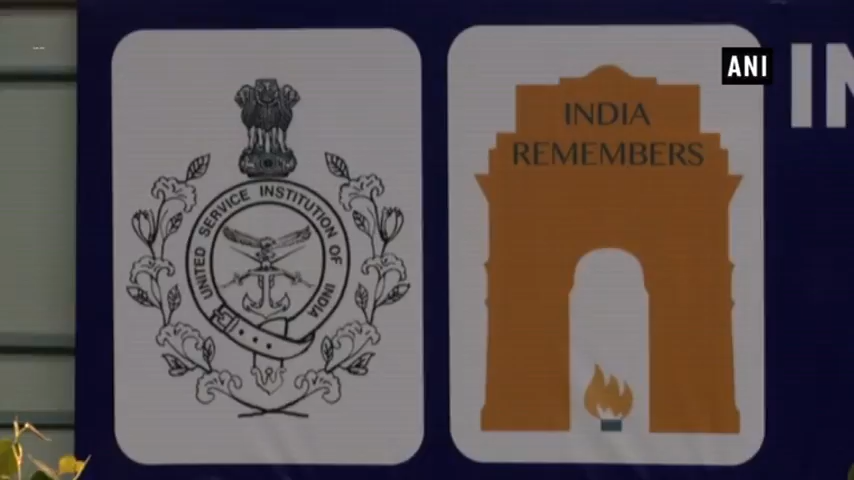 UNITED SERVICE INSTITUTION OF INDIA
INDIA
REMEMBERS
ANI